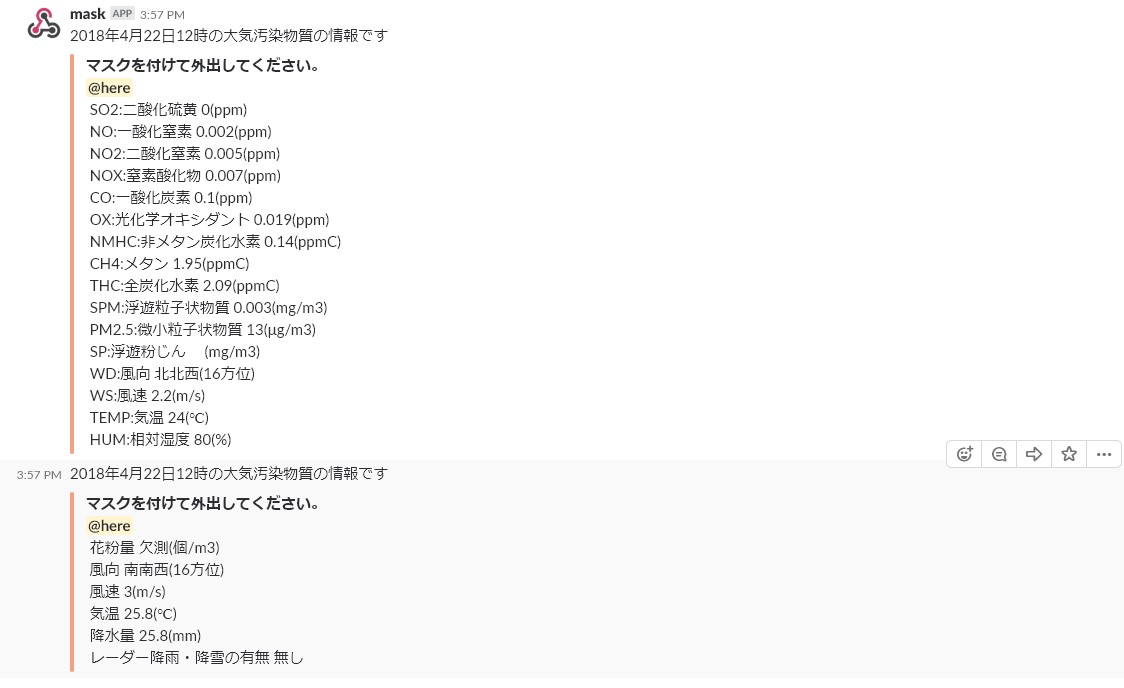 mask APP 3:57 PM
2018年4月22日12時の大気汚染物質の情報です
マスクを付けて外出してください。
@here
SO2:二酸化硫黄 0(ppm)
NO:一酸化窒素 0.002(ppm)
NO2:二酸化窒素 0.005(ppm)
NOX:窒素酸化物 0.007(ppm)
CO:一酸化炭素 0.1(ppm)
OX:光化学オキシダント 0.019(ppm)
NMHC:非メタン炭化水素 0.14(ppmC)
CH4:メタン 1.95(ppmC)
THC:全炭化水素 2.09(ppmC)
SPM:浮遊粒子状物質 0.003(mg/m3)
PM2.5:微小粒子状物質 13(μg/m3)
SP:浮遊粉じん　(mg/m3)
WD:風向 北北西(16方位)
WS:風速 2.2(m/s)
TEMP:気温 24(℃)
HUM:相対湿度 80(%)
3:57 PM 2018年4月22日12時の大気汚染物質の情報です
マスクを付けて外出してください。
@here
花粉量 欠測(個/m3)
風向 南南西(16方位)
風速 3(m/s)
気温 25.8(℃)
降水量 25.8(mm)
レーダー降雨・降雪の有無 無し